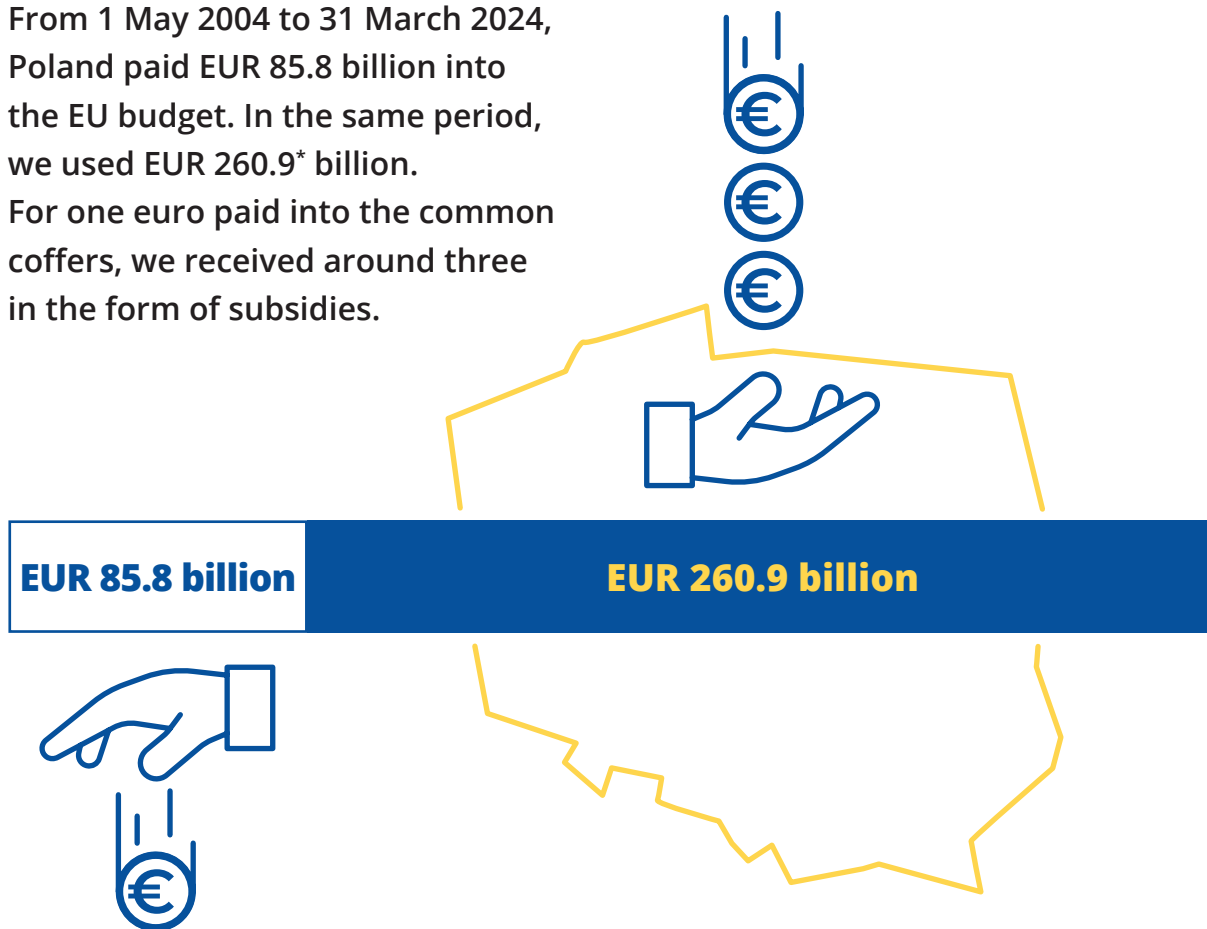 From 1 May 2004 to 31 March 2024,
Poland paid EUR 85.8 billion into
the EU budget. In the same period,
we used EUR 260.9* billion.
For one euro paid into the common
coffers, we received around three
in the form of subsidies.
€
€
€
EUR 85.8 billion
EUR 260.9 billion
€